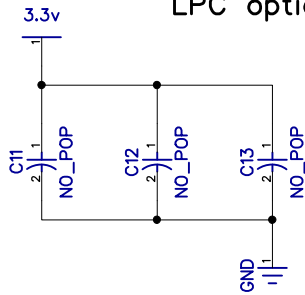 LPC optio
3.3v
1
C11
1
2
NO_POP
C12
1
2
NO_POP
C13
1
2
NO_POP
GND
1